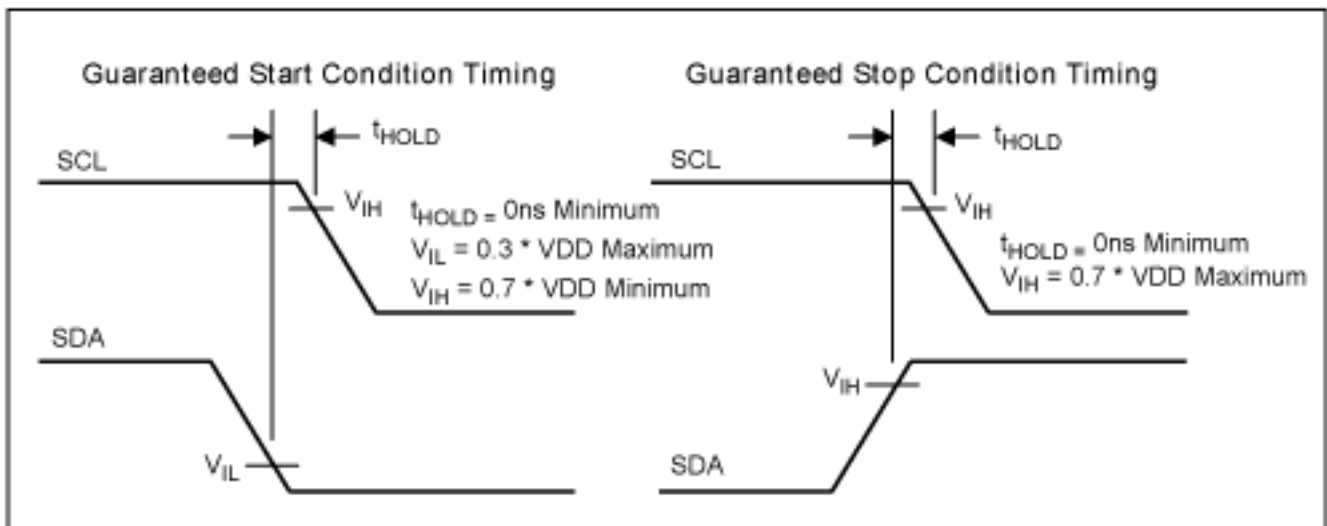 Guaranteed Start Condition Timing
tHOLD
SCL
VIH
tHOLD = 0ns Minimum
VIL = 0.3 * VDD Maximum
VIH = 0.7 * VDD Minimum
SDA
VIL
Guaranteed Stop Condition Timing
tHOLD
SCL
VIH
tHOLD = 0ns Minimum
VIH = 0.7 * VDD Maximum
VIH
SDA